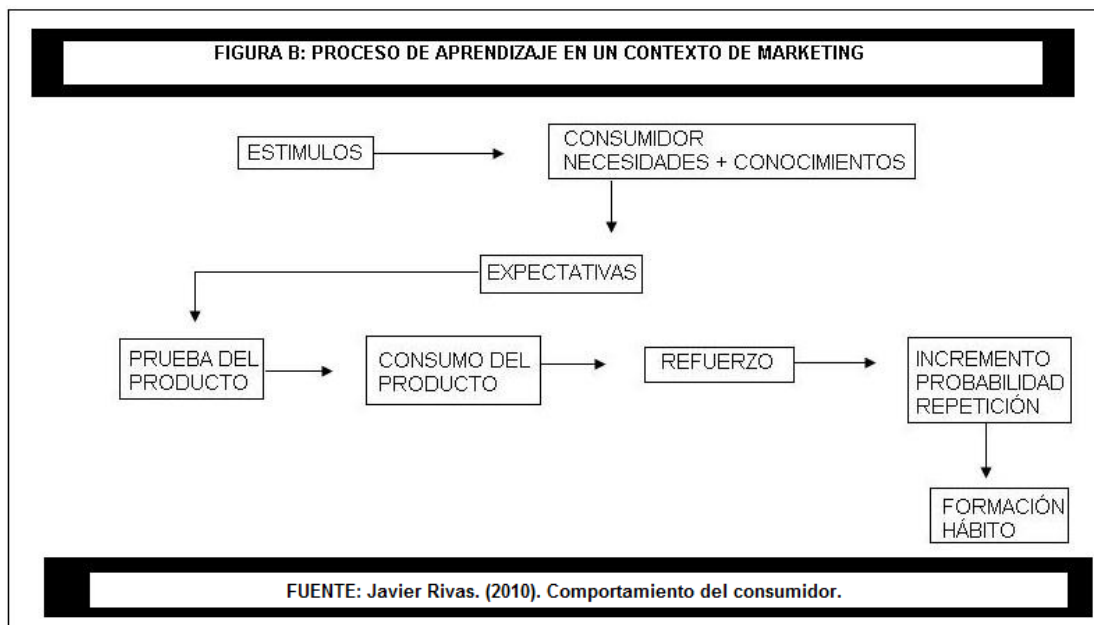 FIGURA B: PROCESO DE APRENDIZAJE EN UN CONTEXTO DE MARKETING
ESTIMULOS
CONSUMIDOR
NECESIDADES + CONOCIMIENTOS
EXPECTATIVAS
PRUEBA DEL
PRODUCTO
CONSUMO DEL
PRODUCTO
REFUERZO
INCREMENTO
PROBABILIDAD
REPETICIÓN
FORMACIÓN
HÁBITO
FUENTE: Javier Rivas. (2010). Comportamiento del consumidor.